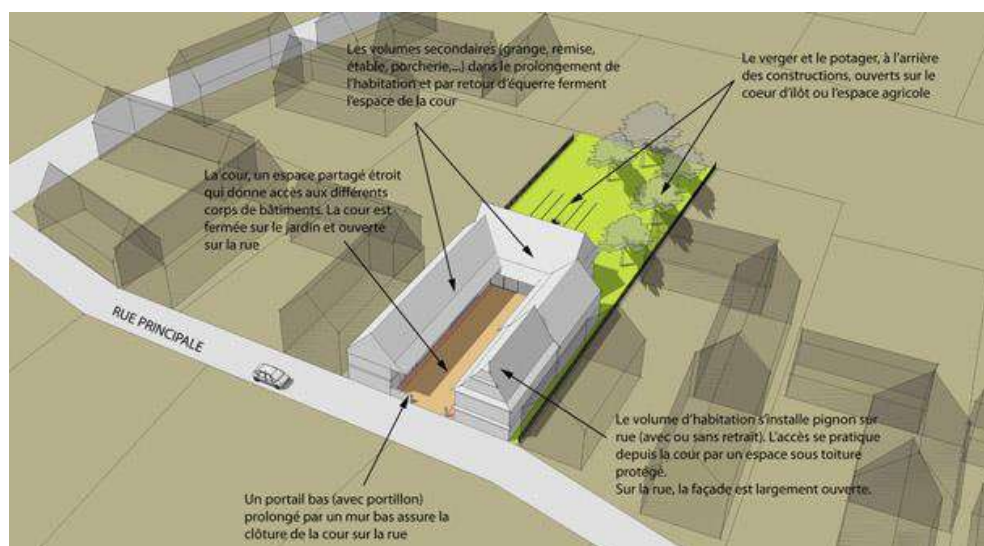 Les volumes secondaires (grange, remise,
étable, porcherie,...) dans le prolongement de
l'habitation et par retour d'équerre ferment
l'espace de la cour
Le verger et le potager, à l'arrière
des constructions, ouverts sur le
coeur d'ilôt ou l'espace agricole
La cour, un espace partagé étroit
qui donne accès aux différents
corps de bâtiments. La cour est
fermée sur le jardin et ouverte
sur la rue
RUE PRINCIPALE
Le volume d'habitation s'installe pignon sur
rue (avec ou sans retrait). L'accès se pratique
depuis la cour par un espace sous toiture
protégé.
Sur la rue, la façade est largement ouverte.
Un portail bas (avec portillon)
prolongé par un mur bas assure la
clôture de la cour sur la rue